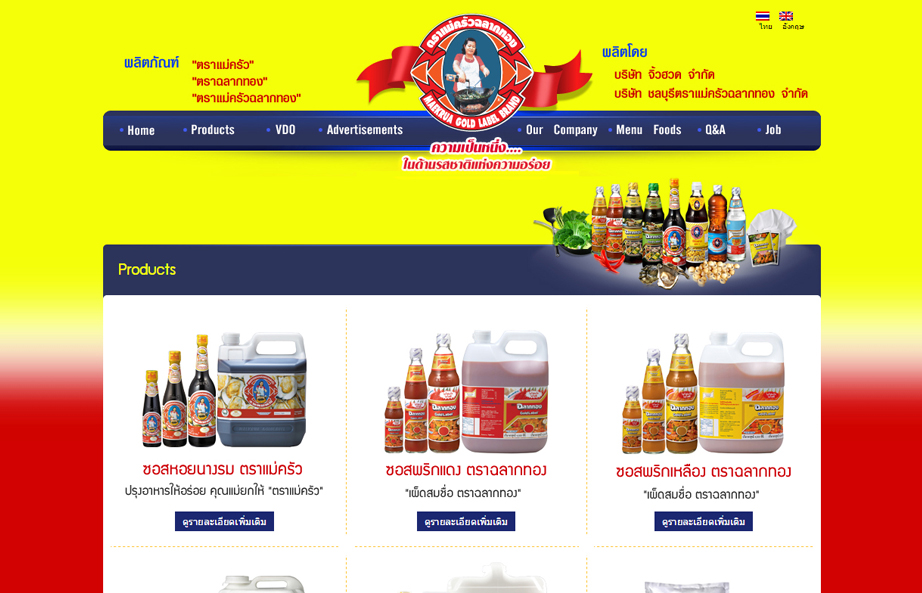 ไทย อังกฤษ
ผลิตภัณฑ์
"ตราแม่ครัว"
"ตราฉลากทอง"
"ตราแม่ครัวฉลากทอง"
ตราแม่ครัวฉลากทอง
MAEKRUA GOLD LABEL BRAND
ผลิตโดย
บริษัท จิ้วฮวด จำกัด
บริษัท ชลบุรีตราแม่ครัวฉลากทอง จำกัด
Home Products VDO Advertisements Our Company Menu Foods Q&A Job
ความเป็นหนึ่ง....
ในด้านรสชาติแห่งความอร่อย
Products
ซอสหอยนางรม ตราแม่ครัว
ปรุงอาหารให้อร่อย คุณแม่ยกให้ "ตราแม่ครัว"
ดูรายละเอียดเพิ่มเติม
ซอสพริกแดง ตราฉลากทอง
"เผ็ดสมชื่อ ตราฉลากทอง"
ดูรายละเอียดเพิ่มเติม
ซอสพริกเหลือง ตราฉลากทอง
"เผ็ดสมชื่อ ตราฉลากทอง"
ดูรายละเอียดเพิ่มเติม